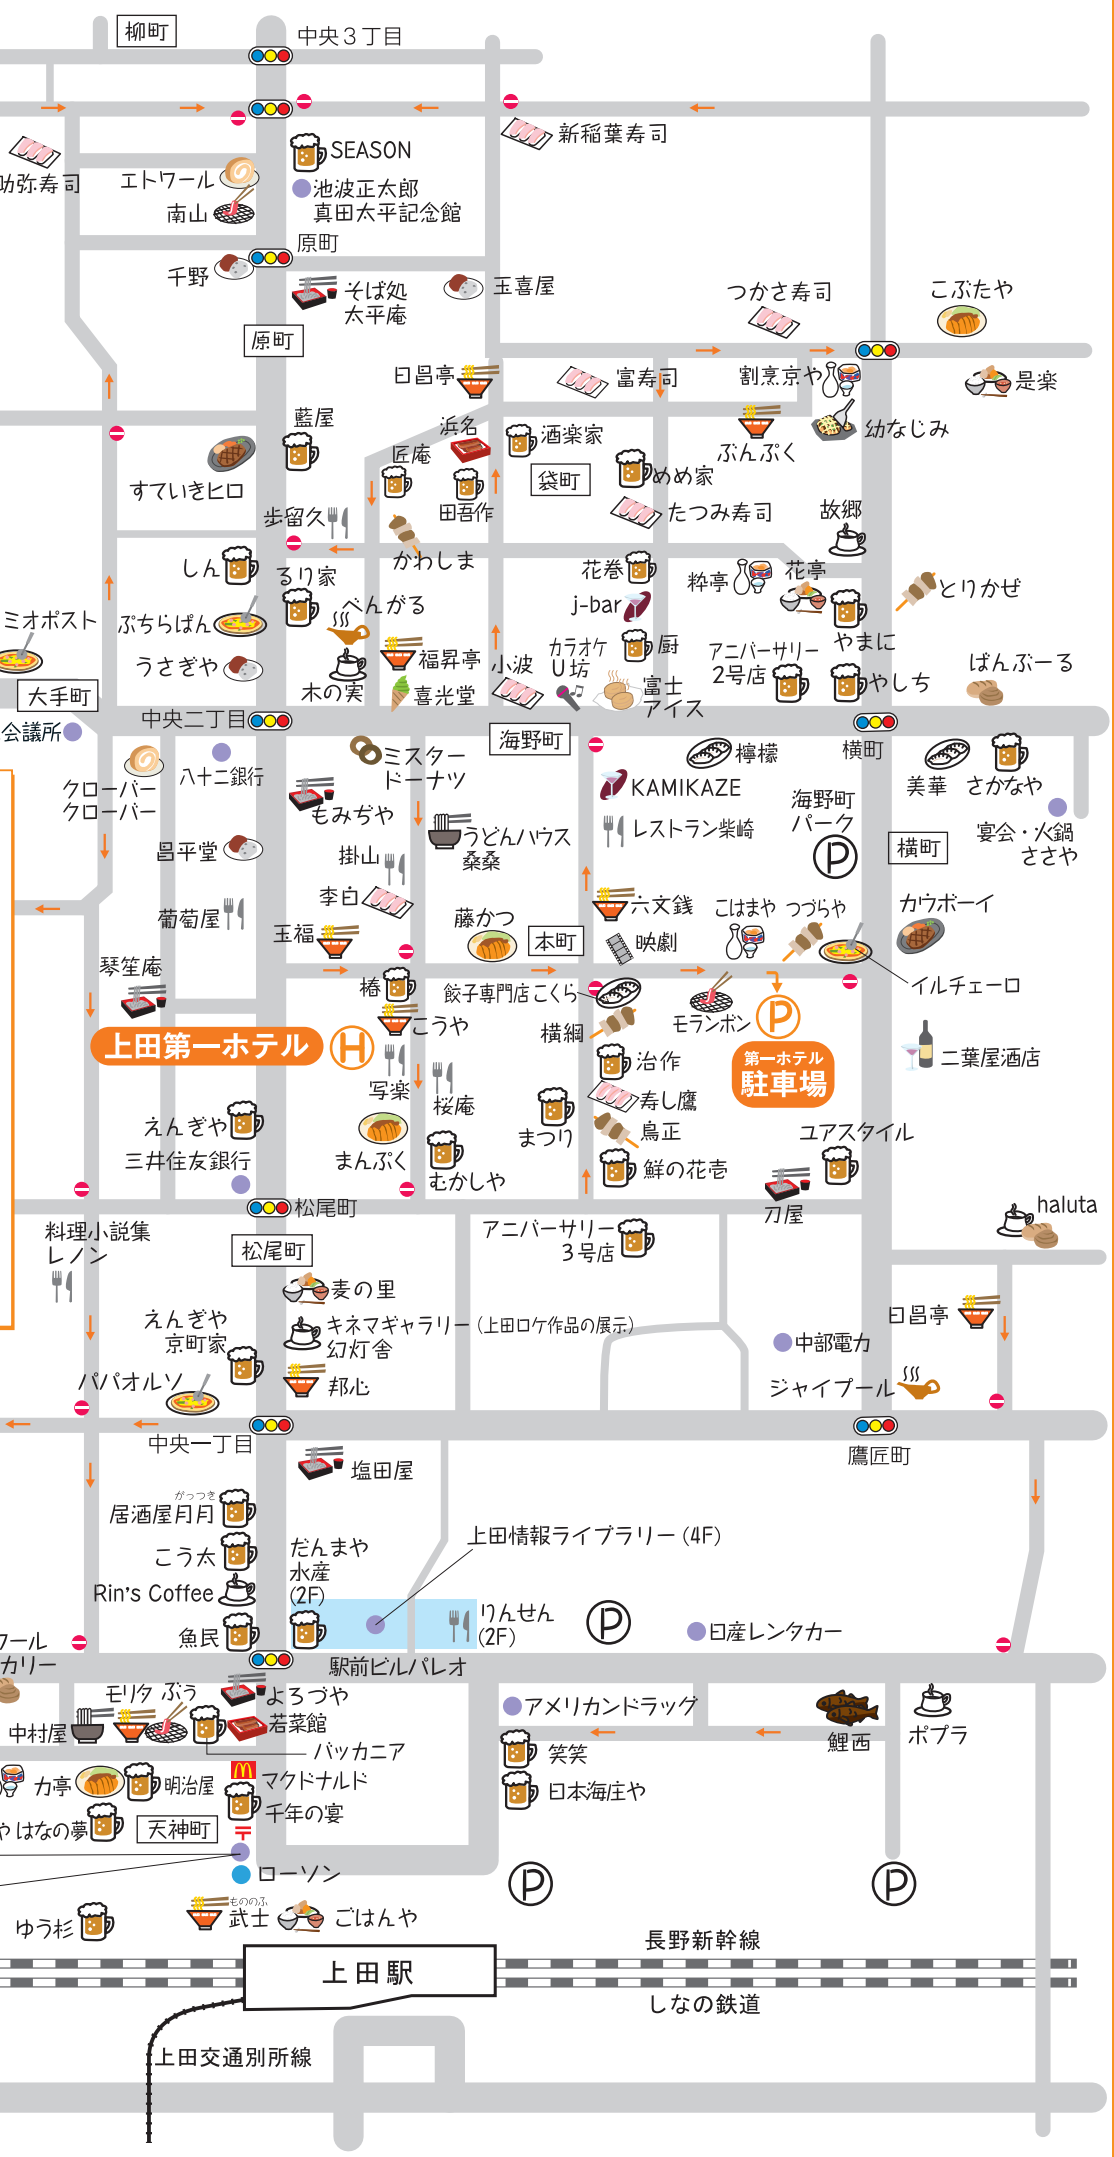 柳町
中央3丁目
新稲葉寿司
SEASON
助弥寿司
エトワール
池波正太郎
真田太平記念館
南山
原町
千野
そば処
太平庵
玉喜屋
つかさ寿司
こぶたや
原町
日昌亭
富寿司
割烹京や
是楽
藍屋
浜名
酒楽家
幼なじみ
匠庵
ぶんぷく
袋町
めめ家
すていきヒロ
田吾作
歩留久
たつみ寿司
故郷
かわしま
しん
るり家
花巻
粋亭
花亭
とりかぜ
j-bar
べんがる
ミオポスト
ぷちらぱん
カラオケ
U坊
厨
やまに
アニバーサリー
2号店
うさぎや
福昇亭
小波
ばんぶーる
大手町
木の実
喜光堂
富士
アイス
やしち
中央二丁目
会議所
海野町
横町
八十二銀行
ミスター
ドーナツ
檸檬
美華
さかなや
クローバー
クローバー
もみぢや
KAMIKAZE
海野町
パーク
P
レストラン柴崎
うどんハウス
桑桑
宴会・火鍋
ささや
昌平堂
掛山
横町
李白
葡萄屋
玉福
藤かつ
本町
六文銭
こはまや
つづらや
カウボーイ
映劇
琴笙庵
椿
餃子専門店こくら
イルチェーロ
こうや
横綱
モランボン
P
上田第一ホテル
H
治作
第一ホテル
駐車場
二葉屋酒店
写楽
桜庵
寿し鷹
えんぎや
まつり
鳥正
ユアスタイル
三井住友銀行
まんぷく
むかしや
鮮の花壱
松尾町
刀屋
料理小説集
レノン
アニバーサリー
3号店
haluta
松尾町
麦の里
えんぎや
京町家
キネマギャラリー(上田ロケ作品の展示)
幻灯舎
日昌亭
中部電力
パパオルソ
邦心
ジャイプール
中央一丁目
鷹匠町
塩田屋
がっつき
居酒屋月月
こう太
だんまや
水産
(2F)
上田情報ライブラリー(4F)
Rin's Coffee
りんせん
(2F)
P
魚民
日産レンタカー
ワール
カリー
駅前ビルパレオ
モリタ
ぶう
よろづや
アメリカンドラッグ
中村屋
若菜館
鯉西
ポプラ
バッカニア
笑笑
力亭
明治屋
マクドナルド
日本海庄や
千年の宴
や はなの夢
天神町
〒
ローソン
P
P
ゆう杉
もののふ
武士
ごはんや
長野新幹線
上田駅
しなの鉄道
上田交通別所線